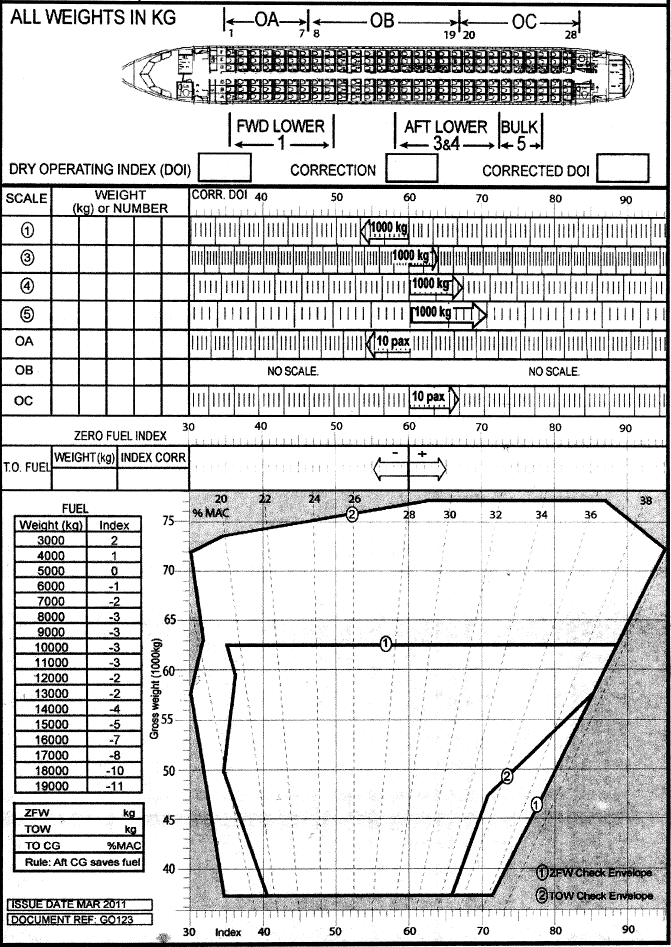 ALL WEIGHTS IN KG
OA OB OC
1 7 8 19 20 28
FWD LOWER AFT LOWER BULK
1 3&4 5
DRY OPERATING INDEX (DOI) CORRECTION CORRECTED DOI
SCALE WEIGHT (kg) or NUMBER CORR. DOI 40 50 60 70 80 90
① 1000 kg
③ 1000 kg
④ 1000 kg
⑤ 1000 kg
OA 10 pax
OB NO SCALE. NO SCALE.
OC 10 pax
30 40 50 60 70 80 90
ZERO FUEL INDEX
T.O. FUEL WEIGHT(kg) INDEX CORR - +
% MAC 20 22 24 26 28 30 32 34 36 38
②
75
70
65
60
55
50
45
40
Gross weight (1000kg)
①
②
①
FUEL
Weight (kg) Index
3000 2
4000 1
5000 0
6000 -1
7000 -2
8000 -3
9000 -3
10000 -3
11000 -3
12000 -2
13000 -2
14000 -4
15000 -5
16000 -7
17000 -8
18000 -10
19000 -11
ZFW kg
TOW kg
TO CG %MAC
Rule: Aft CG saves fuel
① ZFW Check Envelope
② TOW Check Envelope
ISSUE DATE MAR 2011
DOCUMENT REF: GO123
30 Index 40 50 60 70 80 90